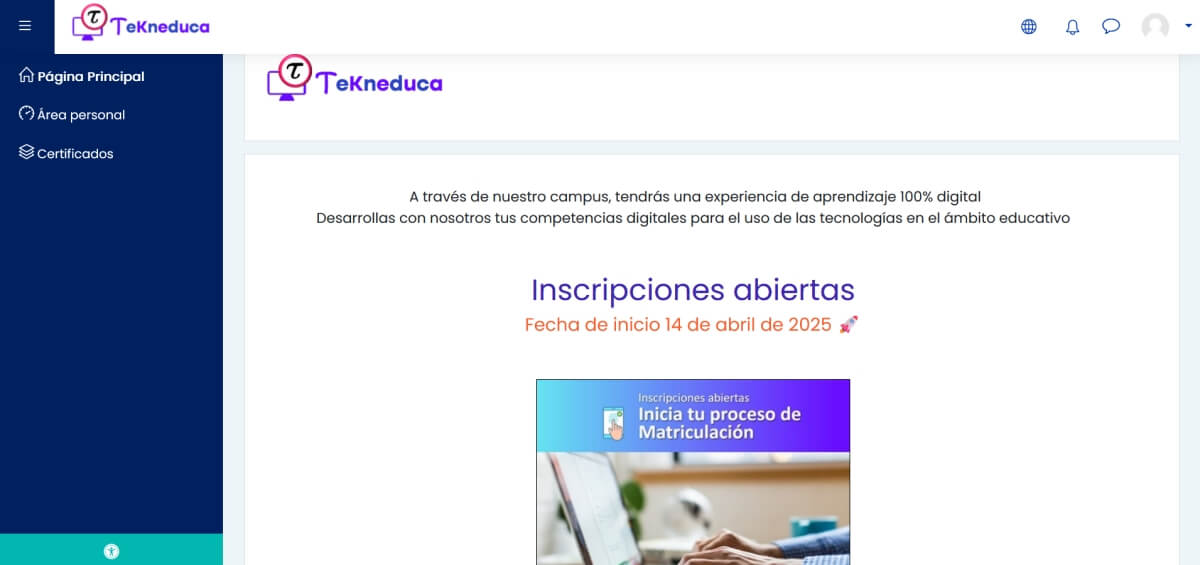 TeKneduca
Página Principal
Área personal
Certificados
TeKneduca
A través de nuestro campus, tendrás una experiencia de aprendizaje 100% digital
Desarrollas con nosotros tus competencias digitales para el uso de las tecnologías en el ámbito educativo
Inscripciones abiertas
Fecha de inicio 14 de abril de 2025 🚀
Inscripciones abiertas
Inicia tu proceso de
Matriculación